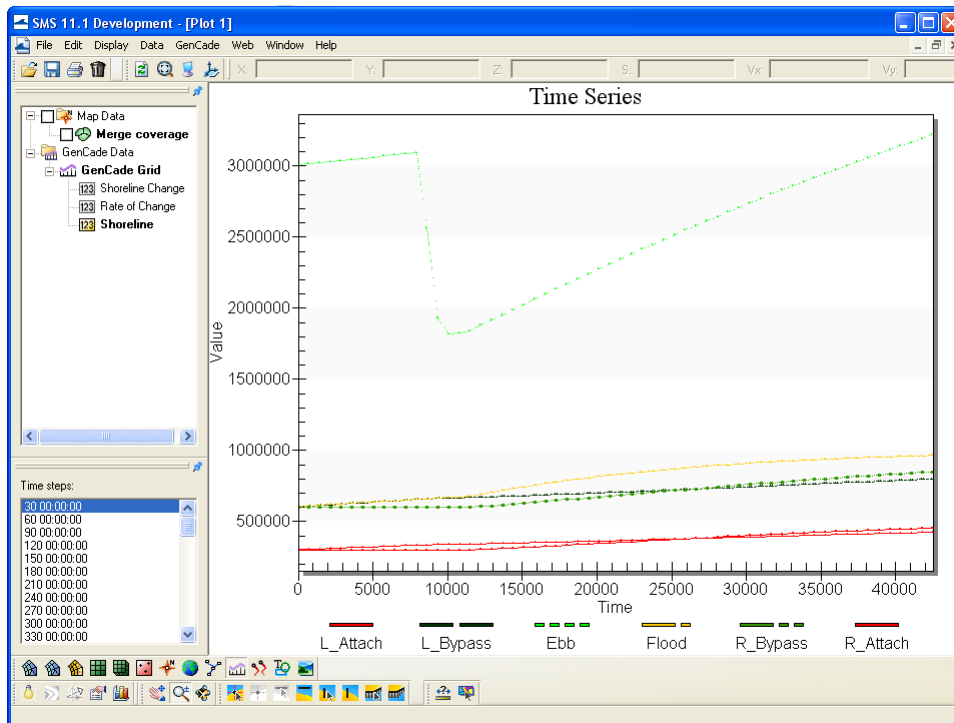 SMS 11.1 Development - [Plot 1]
File Edit Display Data GenCade Web Window Help
X: Y: Z: S: Vx: Vy:
Map Data
Merge coverage
GenCade Data
GenCade Grid
123 Shoreline Change
123 Rate of Change
123 Shoreline
Time steps:
30 00:00:00
60 00:00:00
90 00:00:00
120 00:00:00
150 00:00:00
180 00:00:00
210 00:00:00
240 00:00:00
270 00:00:00
300 00:00:00
330 00:00:00
Time Series
Value
3000000
2500000
2000000
1500000
1000000
500000
0 5000 10000 15000 20000 25000 30000 35000 40000
Time
L_Attach L_Bypass Ebb Flood R_Bypass R_Attach